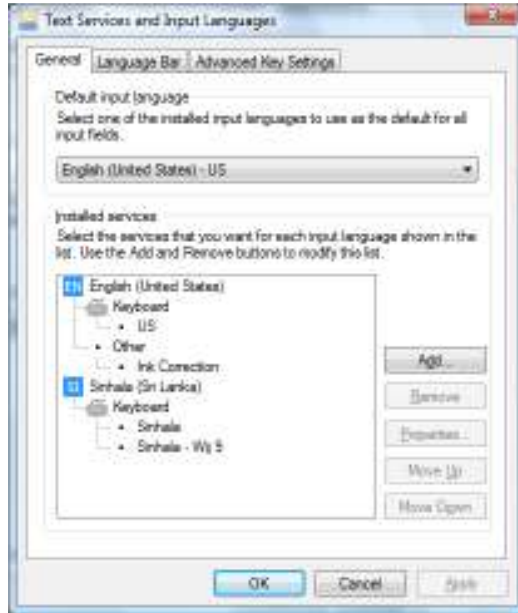 Text Services and Input Languages
General Language Bar Advanced Key Settings
Default input language
Select one of the installed input languages to use as the default for all
input fields.
English (United States) - US
Installed services
Select the services that you want for each input language shown in the
list. Use the Add and Remove buttons to modify this list.
EN English (United States)
Keyboard
US
Other
Ink Correction
SI Sinhala (Sri Lanka)
Keyboard
Sinhala
Sinhala - Wij 9
Add...
Remove
Properties...
Move Up
Move Down
OK Cancel Apply